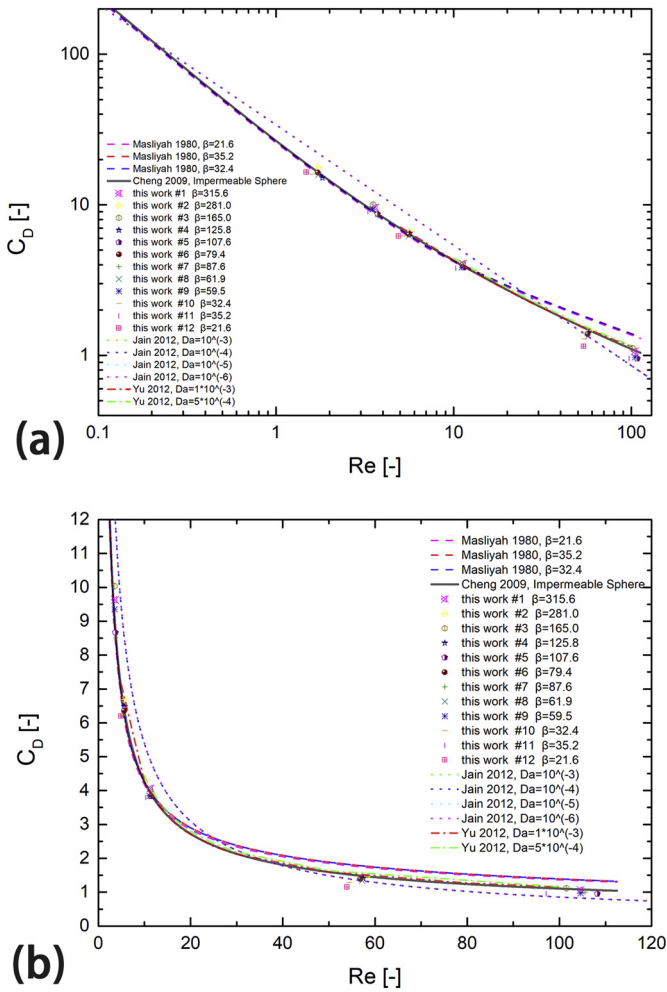 100
10
1
C_D [-]
Masliyah 1980, β=21.6
Masliyah 1980, β=35.2
Masliyah 1980, β=32.4
Cheng 2009, Impermeable Sphere
this work #1 β=315.6
this work #2 β=281.0
this work #3 β=165.0
this work #4 β=125.8
this work #5 β=107.6
this work #6 β=79.4
this work #7 β=87.6
this work #8 β=61.9
this work #9 β=59.5
this work #10 β=32.4
this work #11 β=35.2
this work #12 β=21.6
Jain 2012, Da=10^(-3)
Jain 2012, Da=10^(-4)
Jain 2012, Da=10^(-5)
Jain 2012, Da=10^(-6)
Yu 2012, Da=1*10^(-3)
Yu 2012, Da=5*10^(-4)
0.1 1 10 100
Re [-]
(a)
12
11
10
9
8
7
6
5
4
3
2
1
0
C_D [-]
Masliyah 1980, β=21.6
Masliyah 1980, β=35.2
Masliyah 1980, β=32.4
Cheng 2009, Impermeable Sphere
this work #1 β=315.6
this work #2 β=281.0
this work #3 β=165.0
this work #4 β=125.8
this work #5 β=107.6
this work #6 β=79.4
this work #7 β=87.6
this work #8 β=61.9
this work #9 β=59.5
this work #10 β=32.4
this work #11 β=35.2
this work #12 β=21.6
Jain 2012, Da=10^(-3)
Jain 2012, Da=10^(-4)
Jain 2012, Da=10^(-5)
Jain 2012, Da=10^(-6)
Yu 2012, Da=1*10^(-3)
Yu 2012, Da=5*10^(-4)
0 20 40 60 80 100 120
Re [-]
(b)